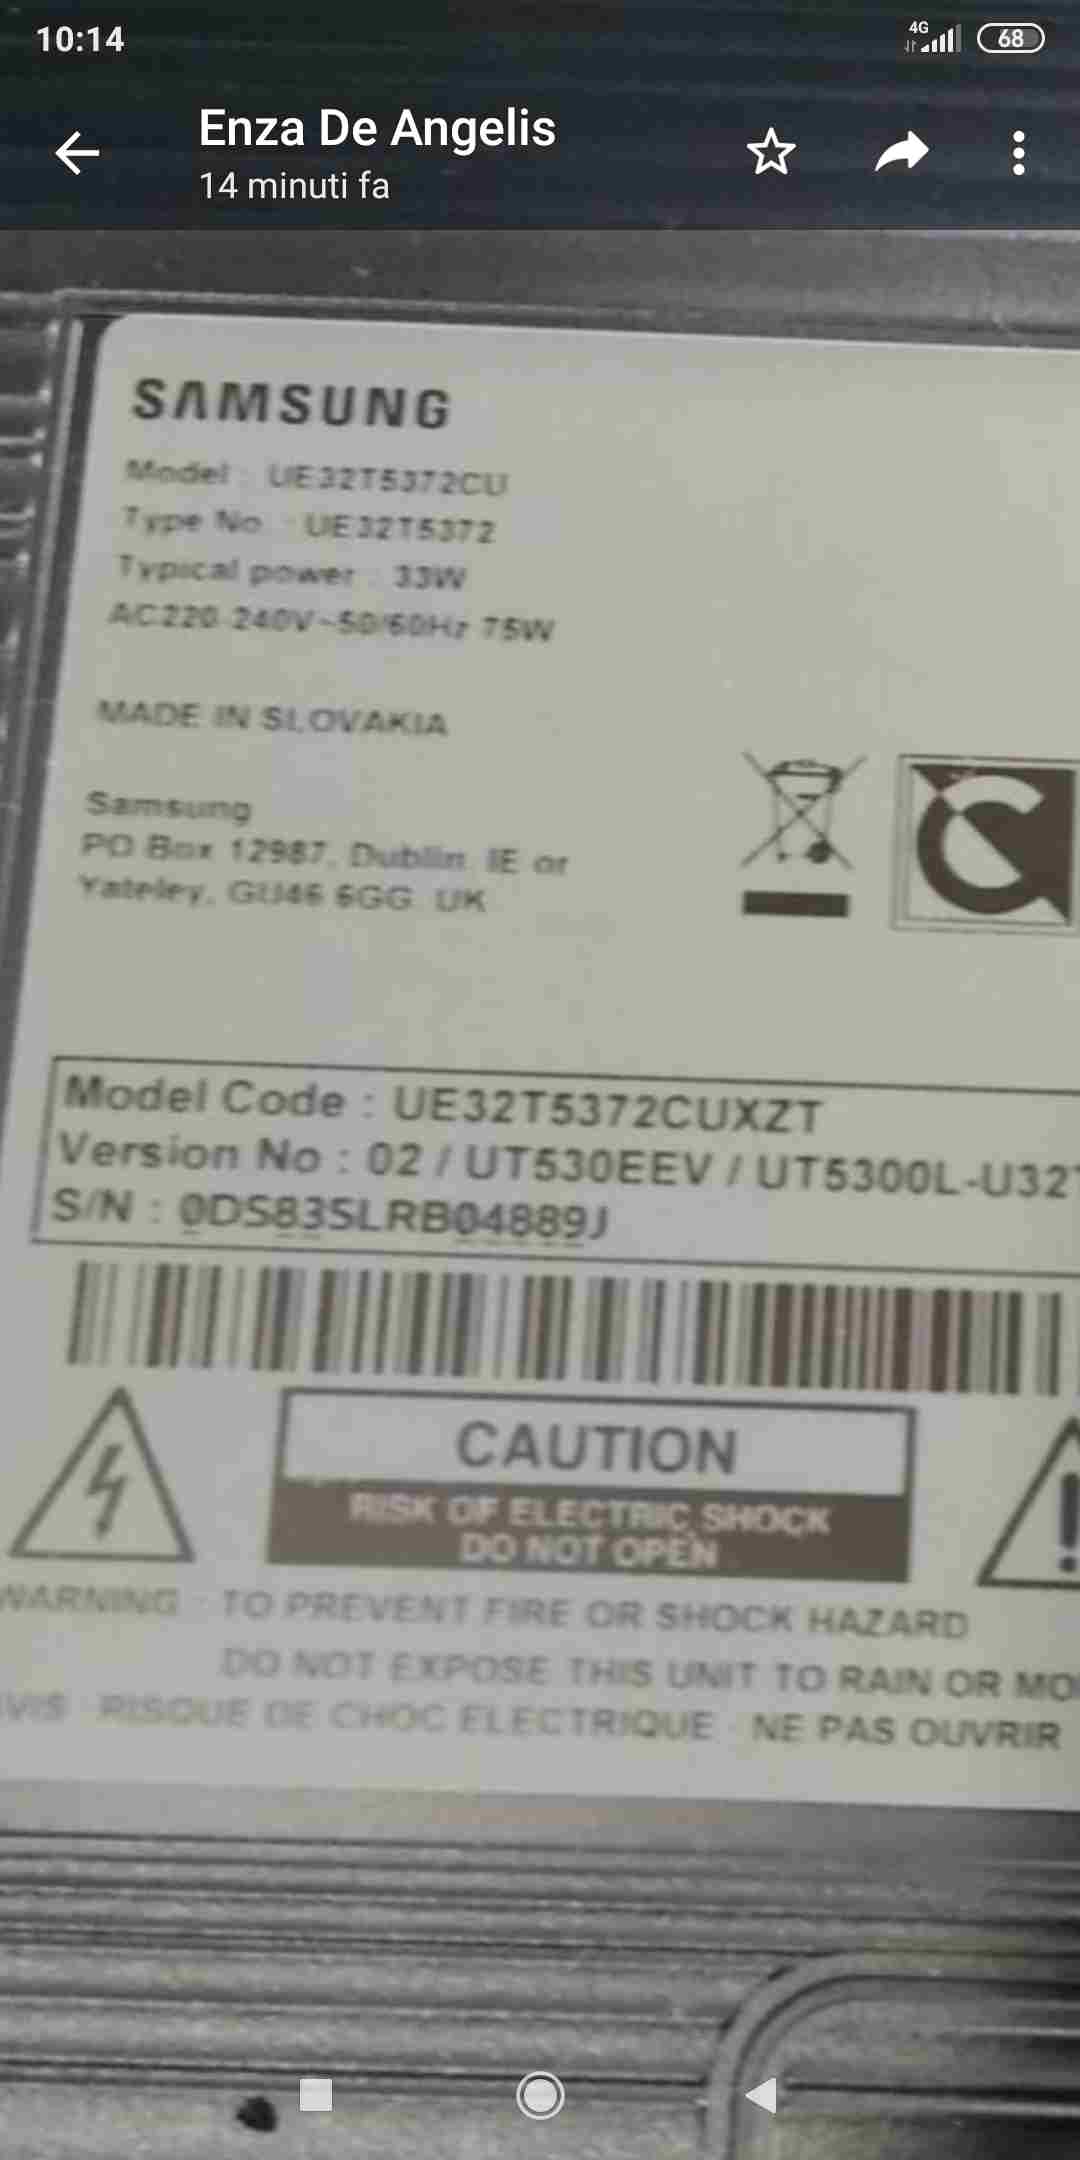 10:14
4G
68
Enza De Angelis
14 minuti fa
SAMSUNG
Model : UE32T5372CU
Type No. : UE32T5372
Typical power : 33W
AC220-240V~50/60Hz 75W
MADE IN SLOVAKIA
Samsung
PO Box 12987, Dublin. IE or
Yateley, GU46 6GG. UK
Model Code : UE32T5372CUXZT
Version No : 02 / UT530EEV / UT5300L-U32T
S/N : 0DS83SLRB04889J
CAUTION
RISK OF ELECTRIC SHOCK
DO NOT OPEN
WARNING : TO PREVENT FIRE OR SHOCK HAZARD
DO NOT EXPOSE THIS UNIT TO RAIN OR MO
VIS : RISQUE DE CHOC ELECTRIQUE · NE PAS OUVRIR